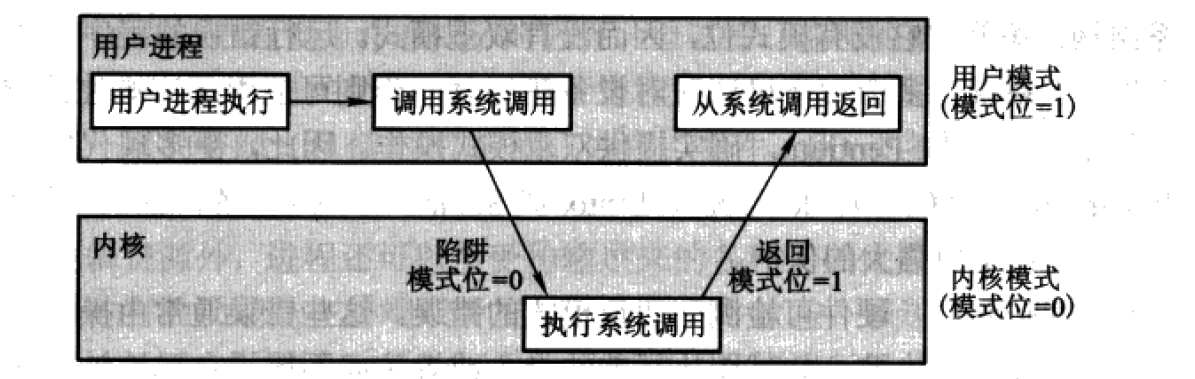 用户进程
用户进程执行
调用系统调用
从系统调用返回
用户模式
(模式位=1)
内核
陷阱
模式位=0
返回
模式位=1
执行系统调用
内核模式
(模式位=0)